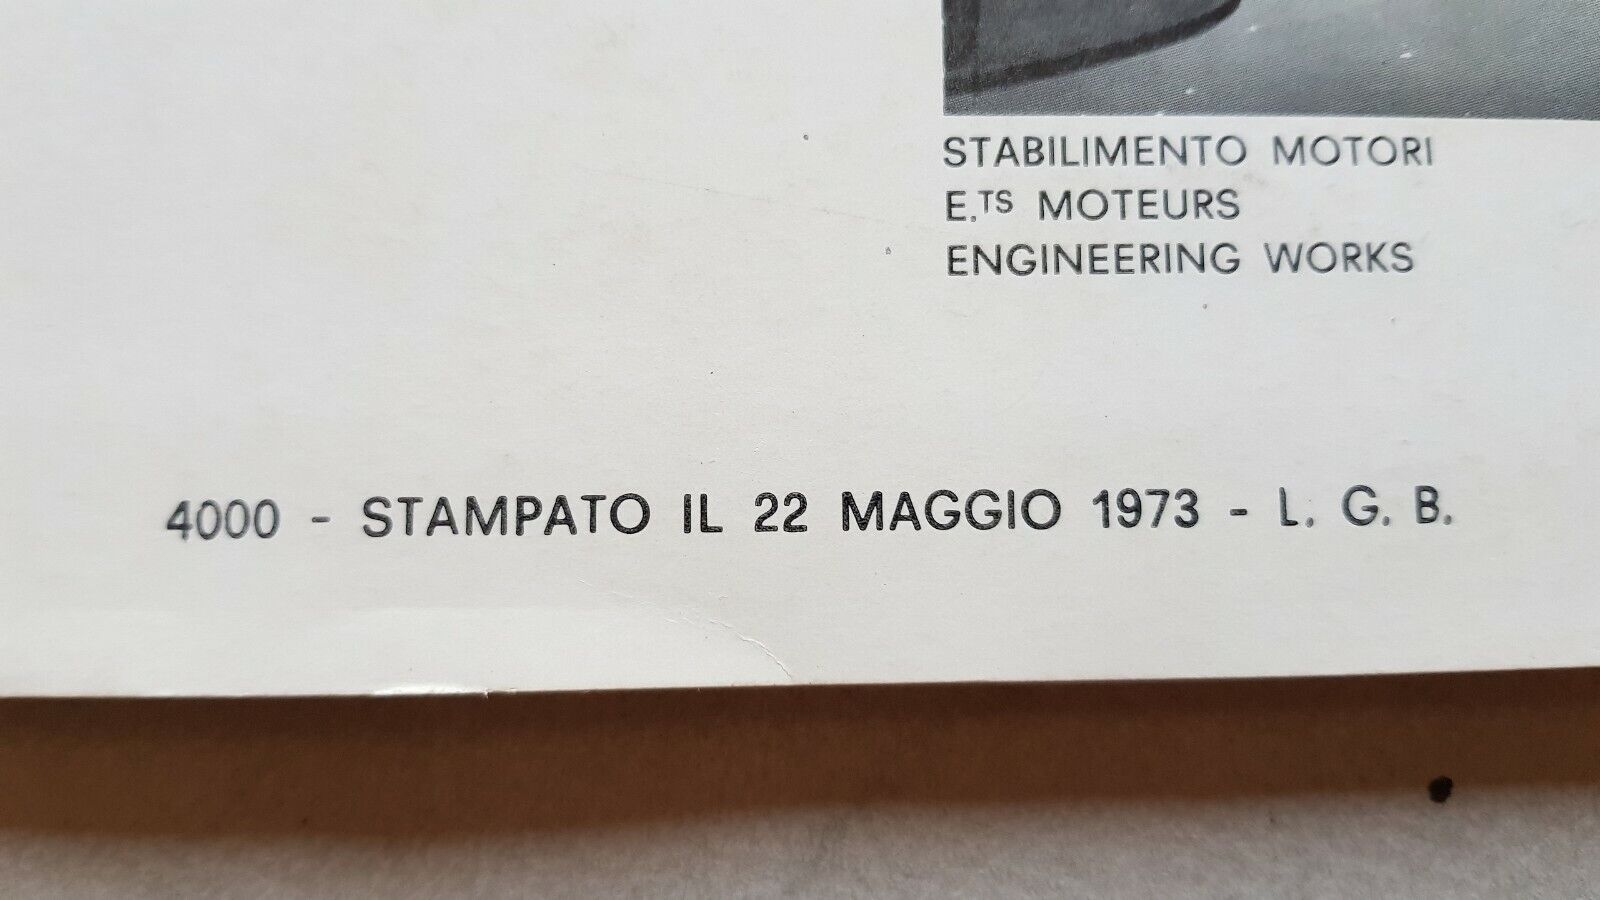 STABILIMENTO MOTORI
E.TS MOTEURS
ENGINEERING WORKS
4000 - STAMPATO IL 22 MAGGIO 1973 - L. G. B.